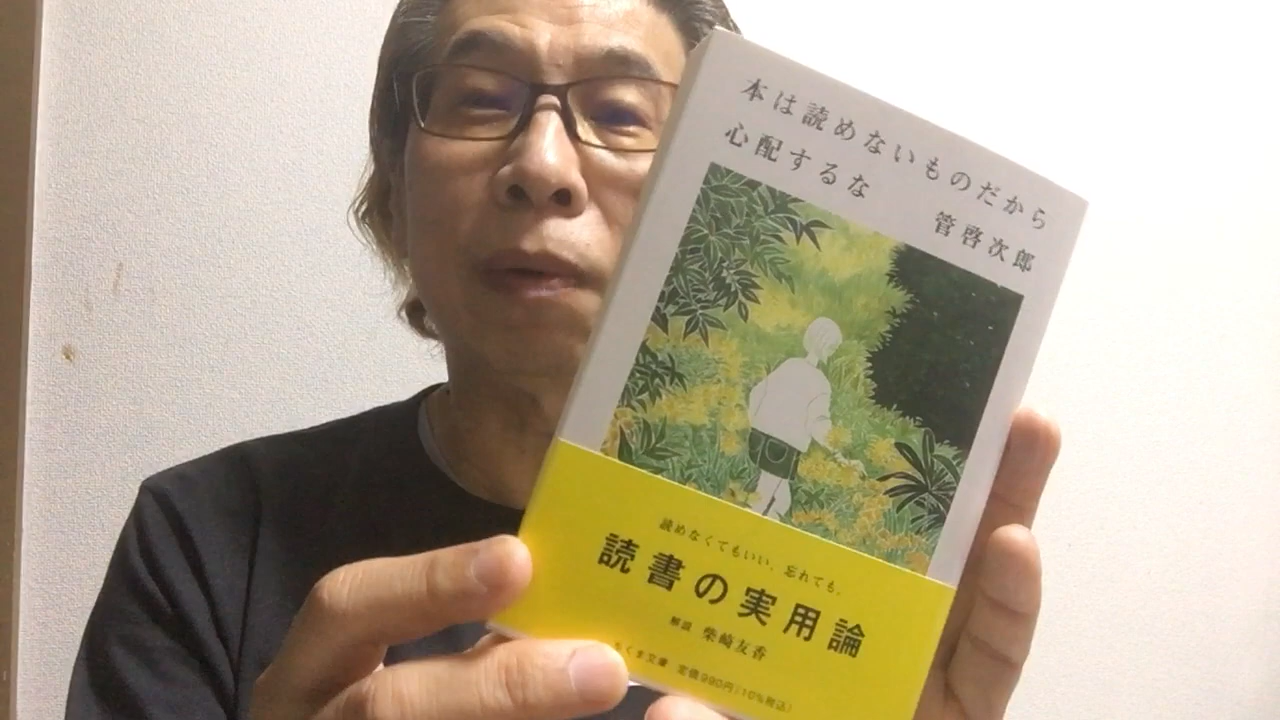 本は読めないものだから
心配するな
管啓次郎
読めなくてもいい、忘れても。
読書の実用論
解説 柴崎友香
ちくま文庫 定価990円(10%税込)